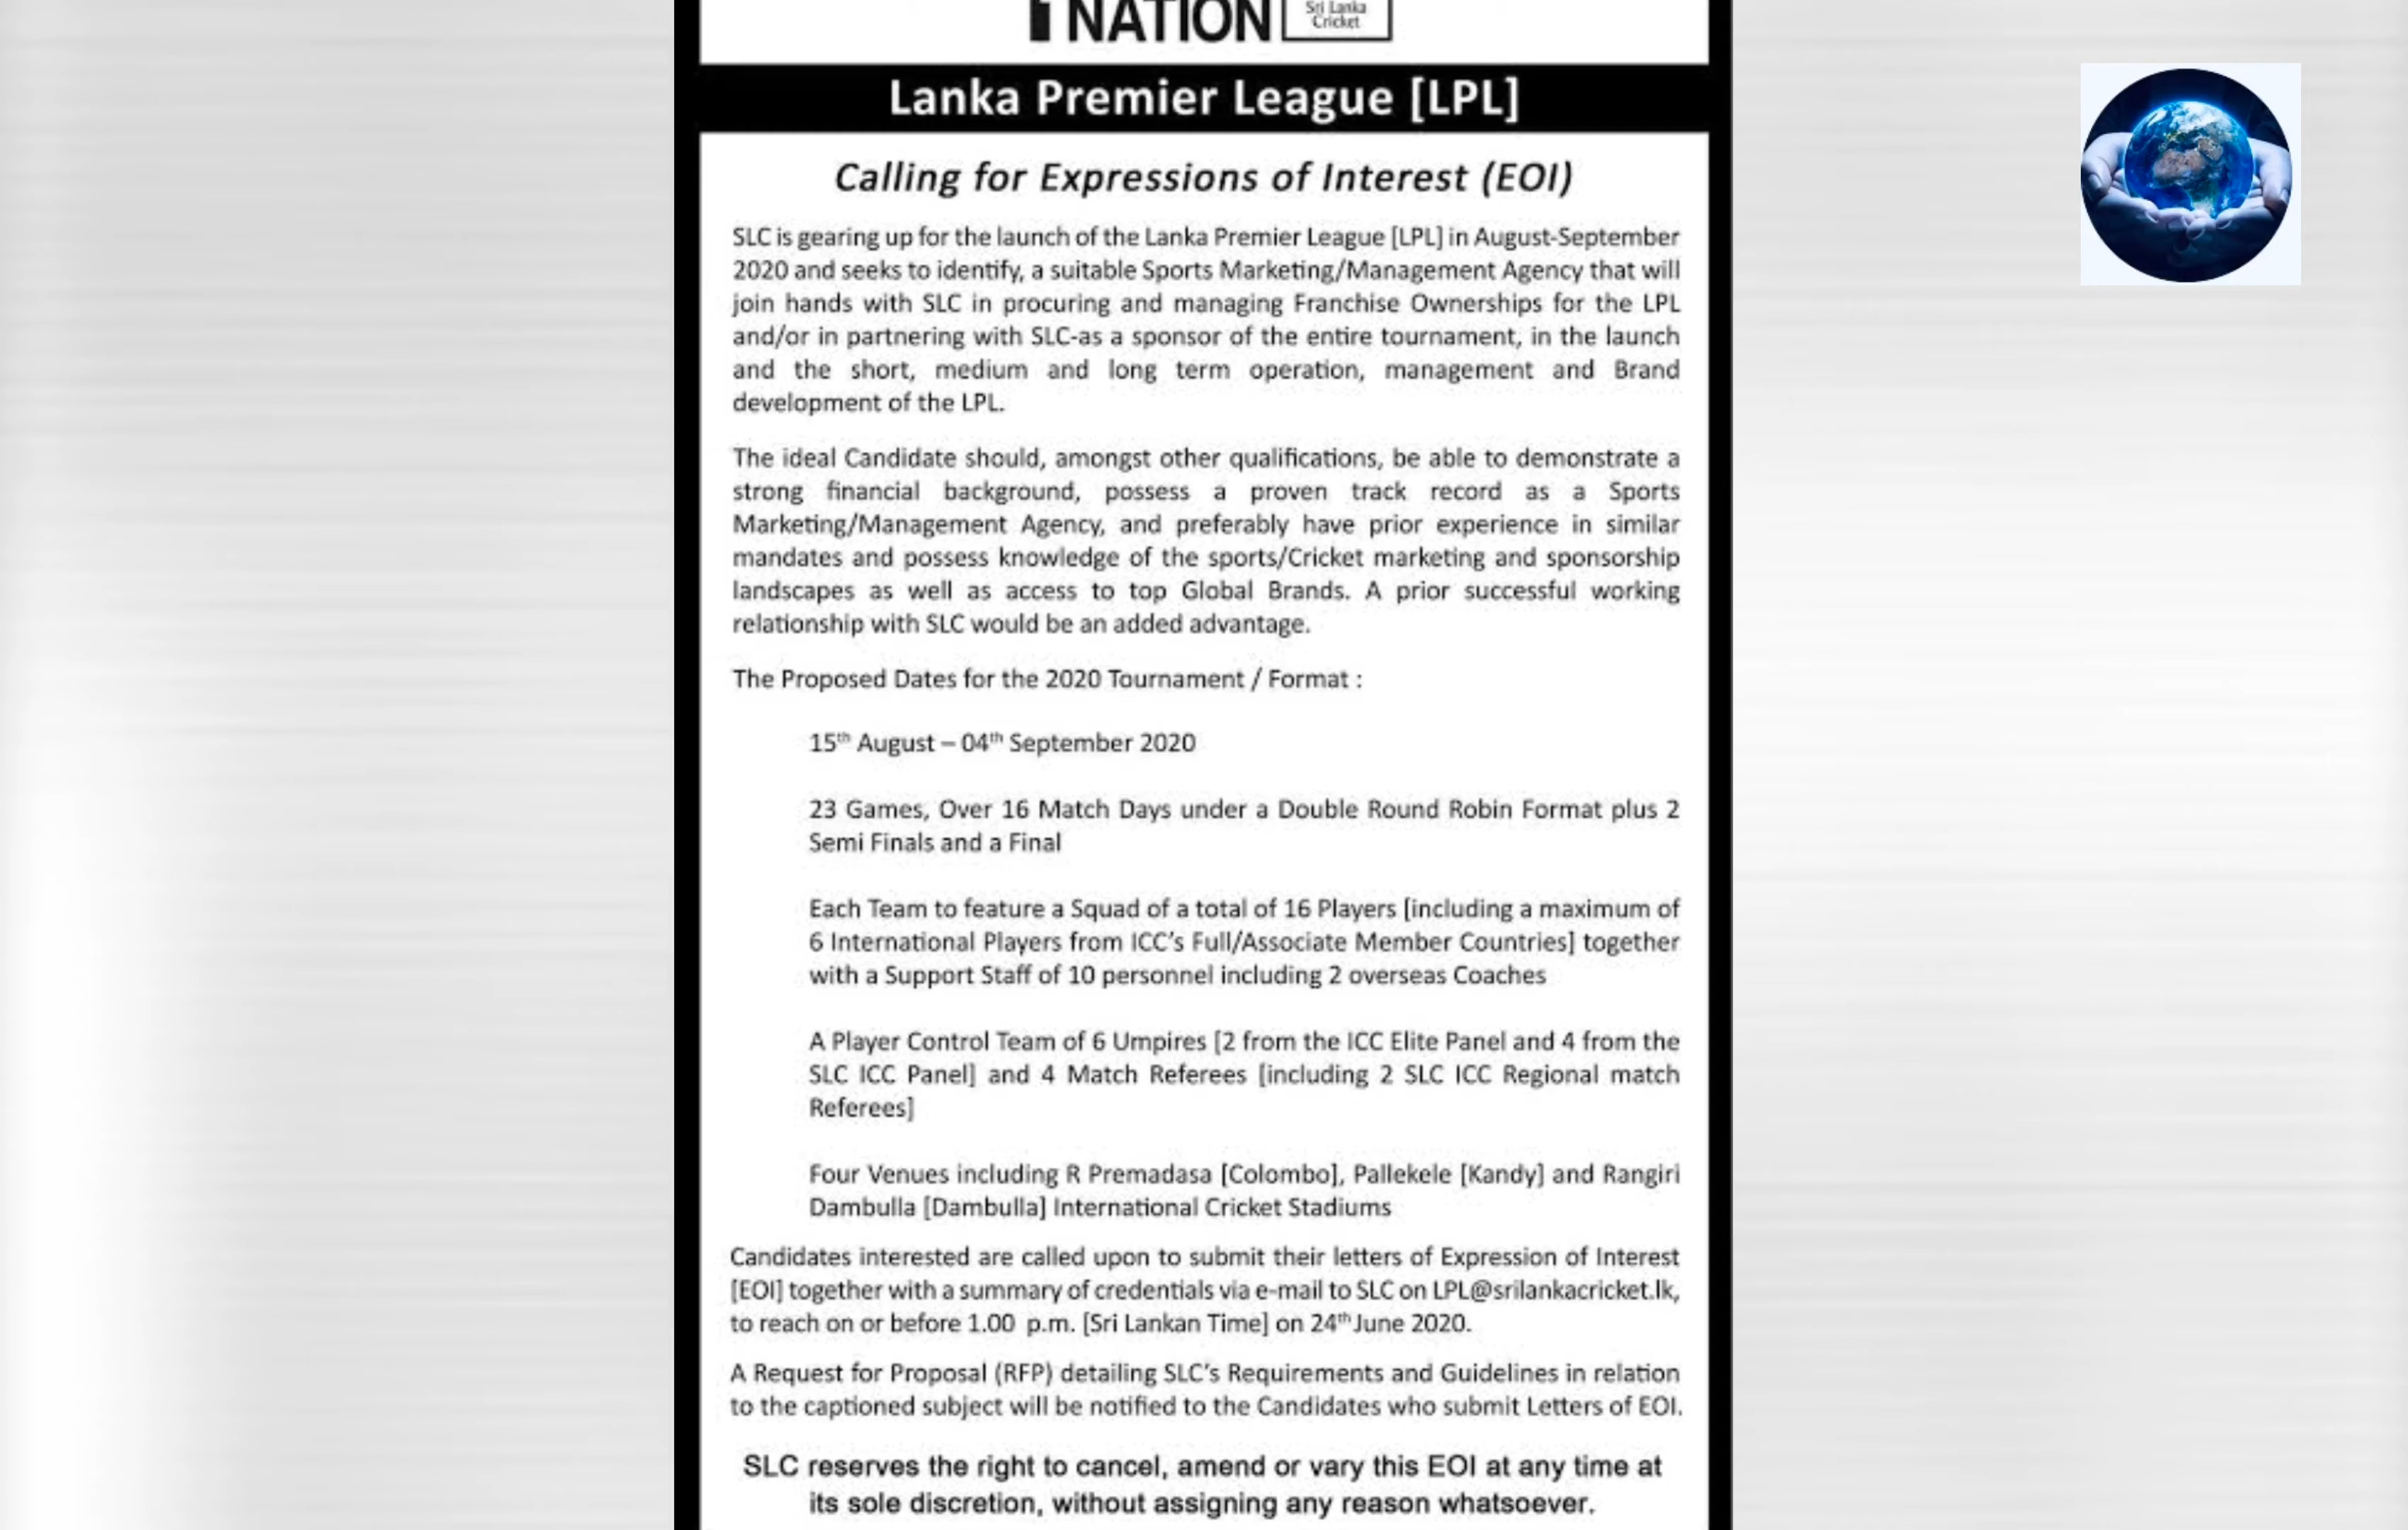 NATION
Sri Lanka
Cricket
Lanka Premier League [LPL]
Calling for Expressions of Interest (EOI)
SLC is gearing up for the launch of the Lanka Premier League [LPL] in August-September
2020 and seeks to identify, a suitable Sports Marketing/Management Agency that will
join hands with SLC in procuring and managing Franchise Ownerships for the LPL
and/or in partnering with SLC-as a sponsor of the entire tournament, in the launch
and the short, medium and long term operation, management and Brand
development of the LPL.
The ideal Candidate should, amongst other qualifications, be able to demonstrate a
strong financial background, possess a proven track record as a Sports
Marketing/Management Agency, and preferably have prior experience in similar
mandates and possess knowledge of the sports/Cricket marketing and sponsorship
landscapes as well as access to top Global Brands. A prior successful working
relationship with SLC would be an added advantage.
The Proposed Dates for the 2020 Tournament / Format :
15th August – 04th September 2020
23 Games, Over 16 Match Days under a Double Round Robin Format plus 2
Semi Finals and a Final
Each Team to feature a Squad of a total of 16 Players [including a maximum of
6 International Players from ICC's Full/Associate Member Countries] together
with a Support Staff of 10 personnel including 2 overseas Coaches
A Player Control Team of 6 Umpires [2 from the ICC Elite Panel and 4 from the
SLC ICC Panel] and 4 Match Referees [including 2 SLC ICC Regional match
Referees]
Four Venues including R Premadasa [Colombo], Pallekele [Kandy] and Rangiri
Dambulla [Dambulla] International Cricket Stadiums
Candidates interested are called upon to submit their letters of Expression of Interest
[EOI] together with a summary of credentials via e-mail to SLC on LPL@srilankacricket.lk,
to reach on or before 1.00 p.m. [Sri Lankan Time] on 24th June 2020.
A Request for Proposal (RFP) detailing SLC's Requirements and Guidelines in relation
to the captioned subject will be notified to the Candidates who submit Letters of EOI.
SLC reserves the right to cancel, amend or vary this EOI at any time at
its sole discretion, without assigning any reason whatsoever.